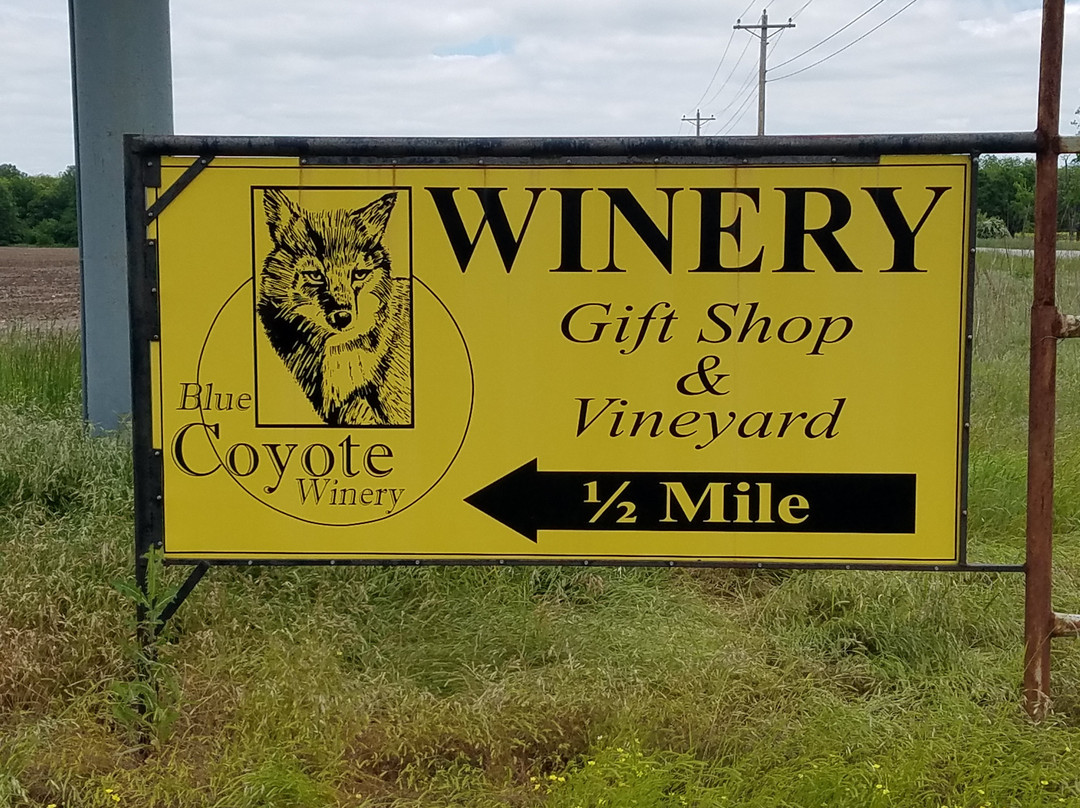 WINERY
Gift Shop
&
Vineyard
½ Mile
Blue
Coyote
Winery